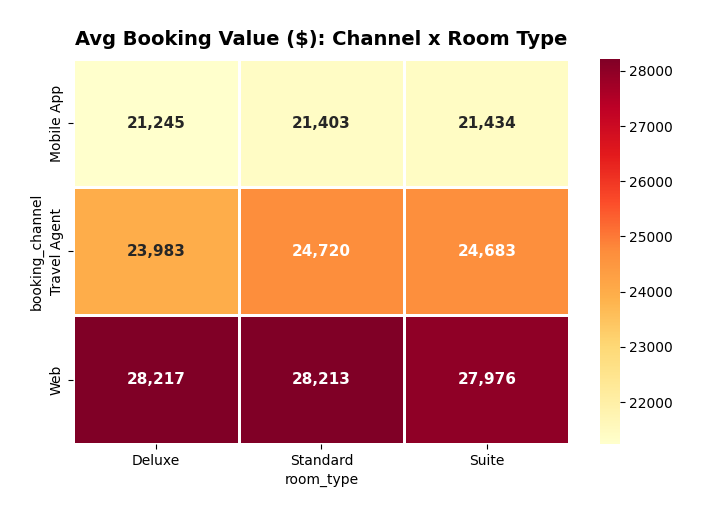 Avg Booking Value ($): Channel x Room Type
booking_channel
Mobile App
21,245 21,403 21,434
Travel Agent
23,983 24,720 24,683
Web
28,217 28,213 27,976
Deluxe Standard Suite
room_type
28000
27000
26000
25000
24000
23000
22000